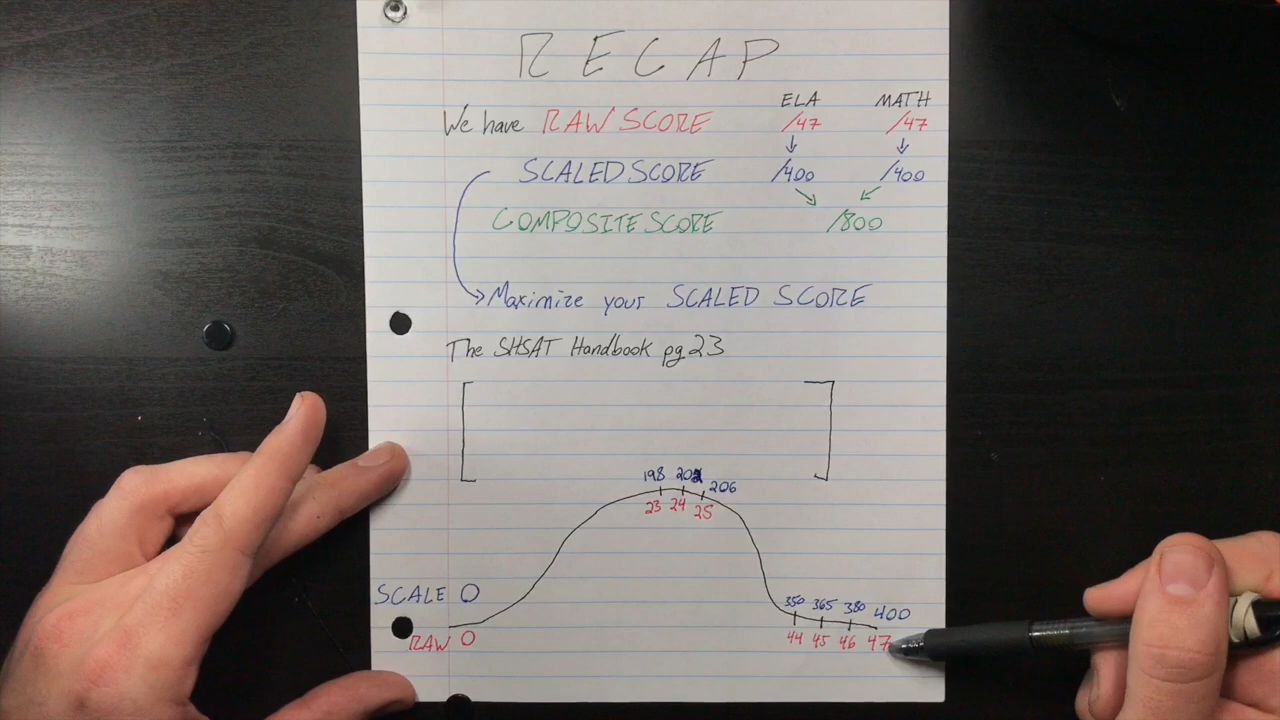 RECAP
ELA MATH
We have RAW SCORE /47 /47
SCALED SCORE /400 /400
COMPOSITE SCORE /800
Maximize your SCALED SCORE
The SHSAT Handbook pg 23
198 202 206
23 24 25
SCALE 0 350 365 380 400
RAW 0 44 45 46 47